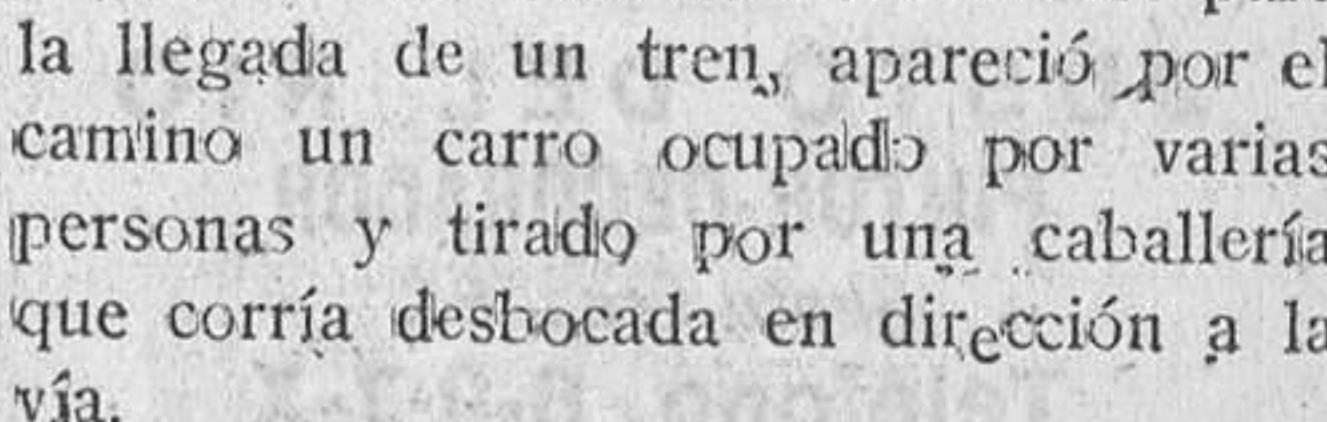 la llegada de un tren, apareció por el
camino un carro ocupado por varias
personas y tirado por una caballería
que corría desbocada en dirección a la
vía.